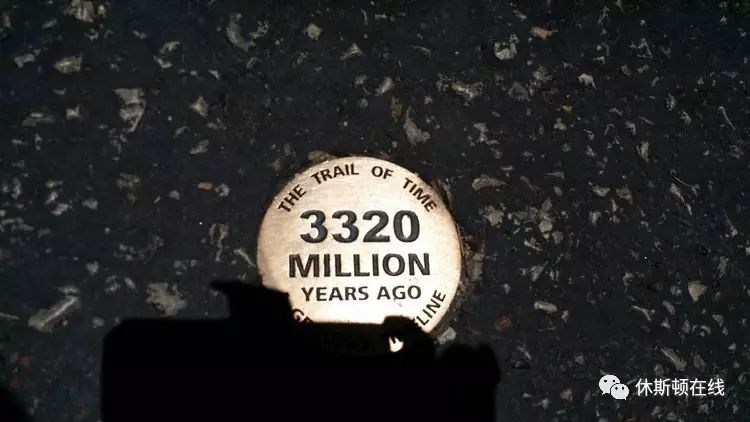 THE TRAIL OF TIME
3320
MILLION
YEARS AGO
休斯顿在线